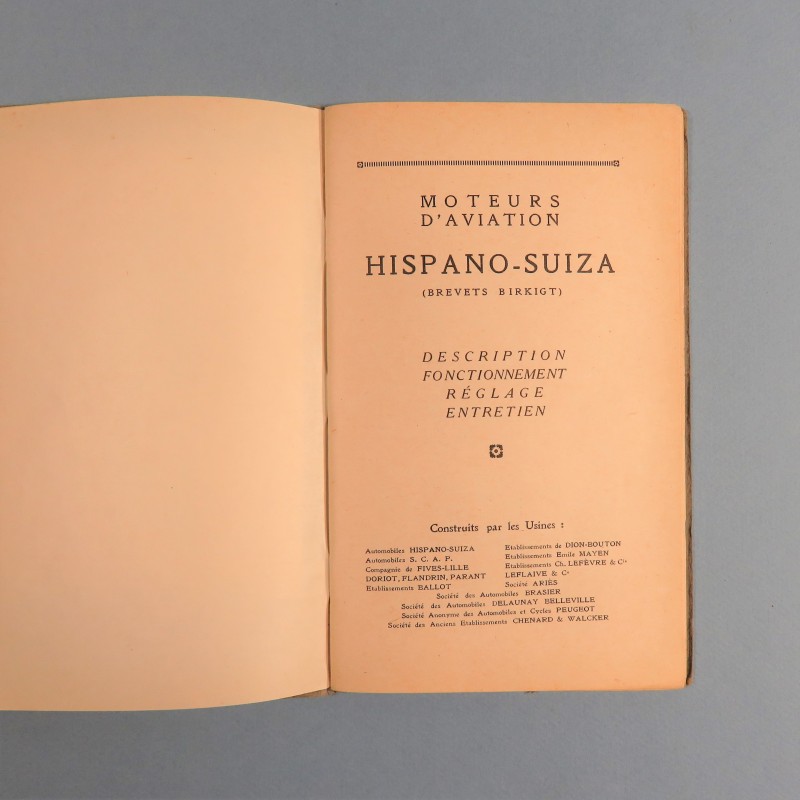 MOTEURS
D'AVIATION
HISPANO-SUIZA
(BREVETS BIRKIGT)
DESCRIPTION
FONCTIONNEMENT
RÉGLAGE
ENTRETIEN
Construits par les Usines :
Automobiles HISPANO-SUIZA
Automobiles S. C. A. P.
Compagnie de FIVES-LILLE
DORIOT, FLANDRIN, PARANT
Etablissements BALLOT
Etablissements de DION-BOUTON
Etablissements Emile MAYEN
Etablissements Ch. LEFÈVRE & Cie
LEFLAIVE & Cº
Société ARIÈS
Société des Automobiles BRASIER
Société des Automobiles DELAUNAY BELLEVILLE
Société Anonyme des Automobiles et Cycles PEUGEOT
Société des Anciens Etablissements CHENARD & WALCKER